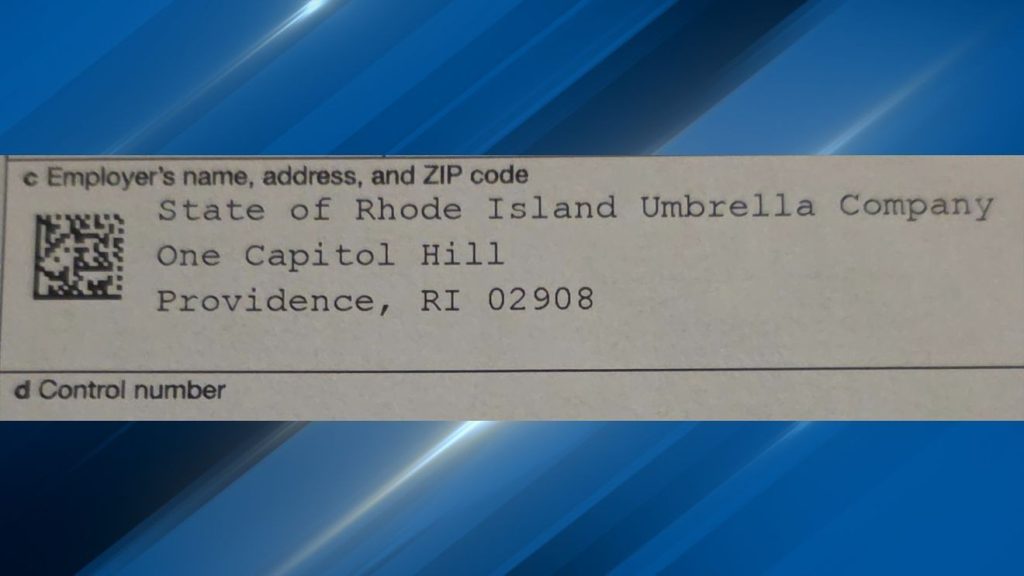 c Employer's name, address, and ZIP code
State of Rhode Island Umbrella Company
One Capitol Hill
Providence, RI 02908
d Control number